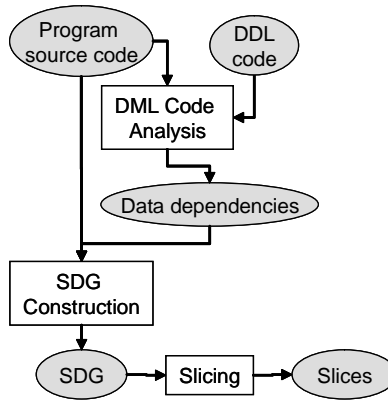 Program
source code
DDL
code
DML Code
Analysis
Data dependencies
SDG
Construction
SDG
Slicing
Slices